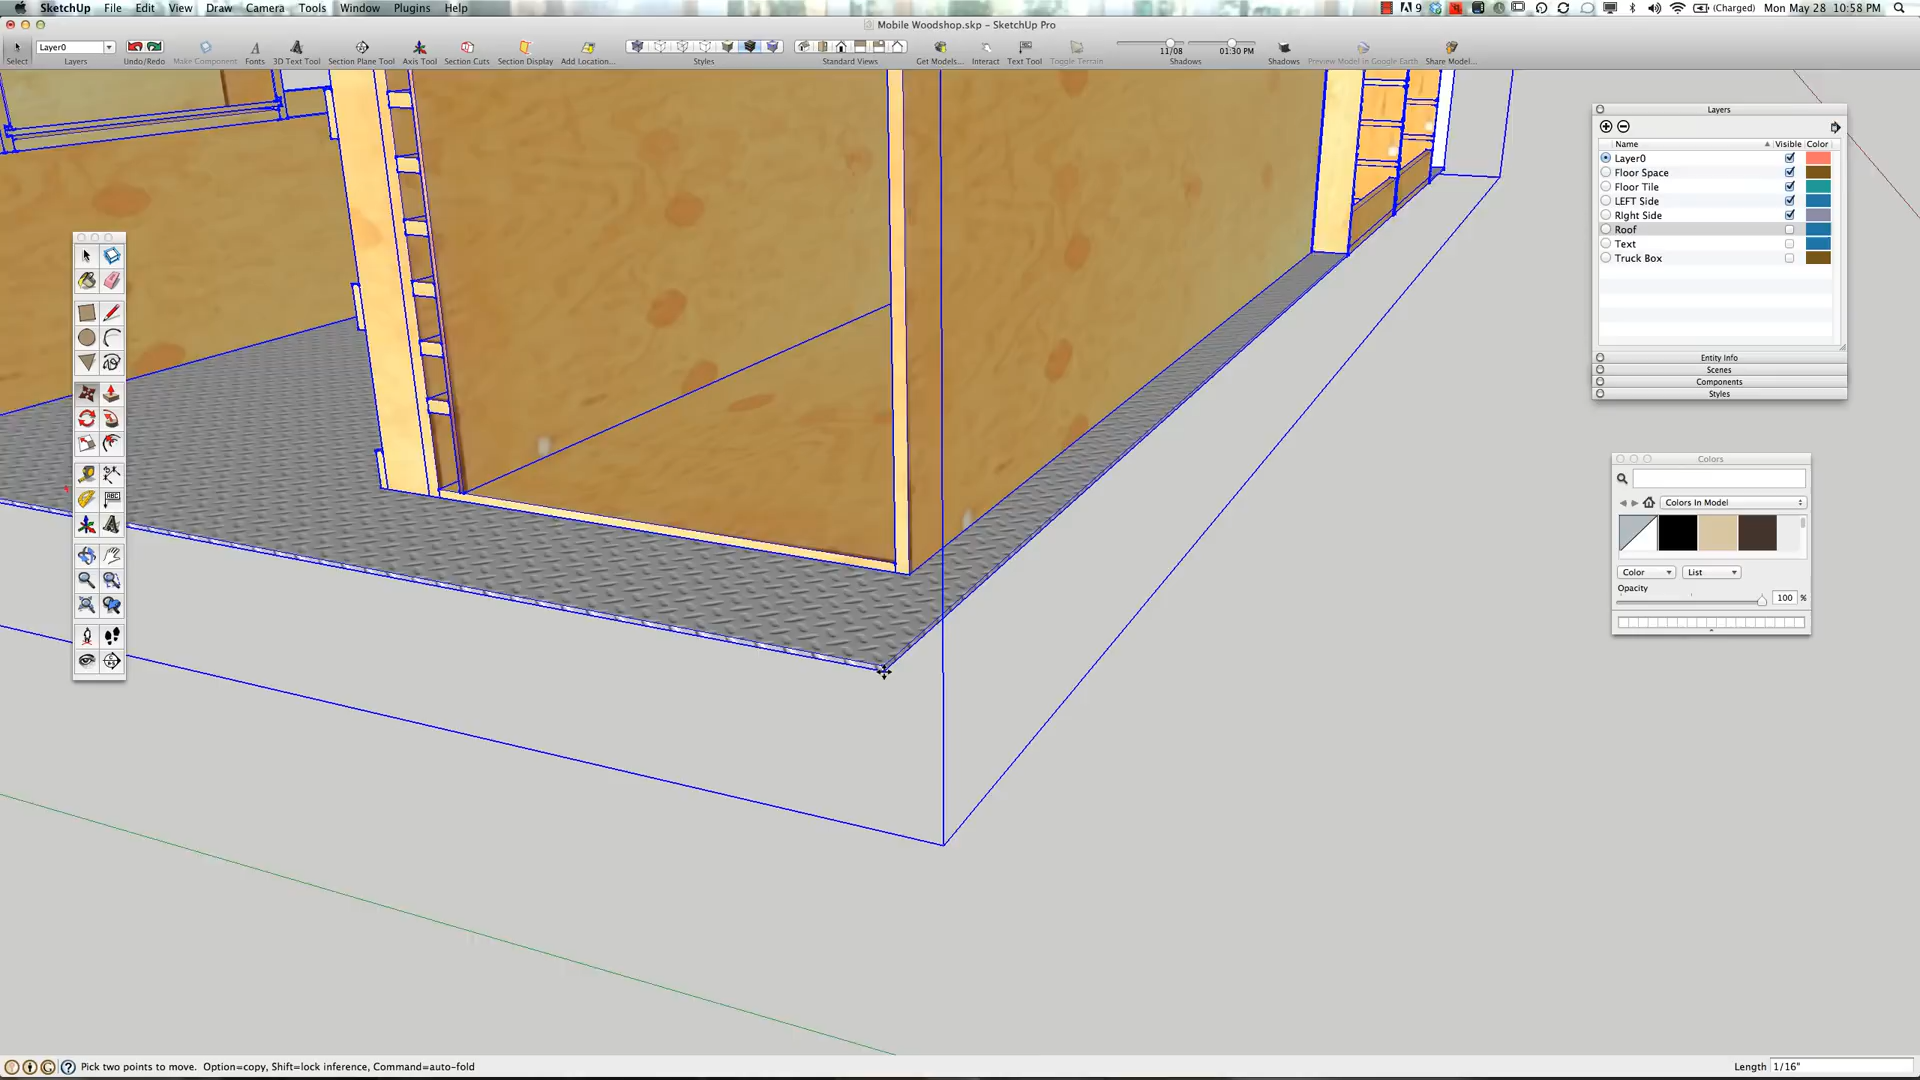 SketchUp File Edit View Draw Camera Tools Window Plugins Help
9 (Charged) Mon May 28 10:58 PM
Mobile Woodshop.skp – SketchUp Pro
Layer0
11/08 01:30 PM
Select Layers Undo/Redo Make Component Fonts 3D Text Tool Section Plane Tool Axis Tool Section Cuts Section Display Add Location... Styles Standard Views Get Models... Interact Text Tool Toggle Terrain Shadows Shadows Preview Model in Google Earth Share Model...
Layers
Name Visible Color
Layer0
Floor Space
Floor Tile
LEFT Side
RIght Side
Roof
Text
Truck Box
Entity Info
Scenes
Components
Styles
Colors
Colors In Model
Color List
Opacity
100 %
ABC
Pick two points to move. Option=copy, Shift=lock inference, Command=auto-fold
Length 1/16"